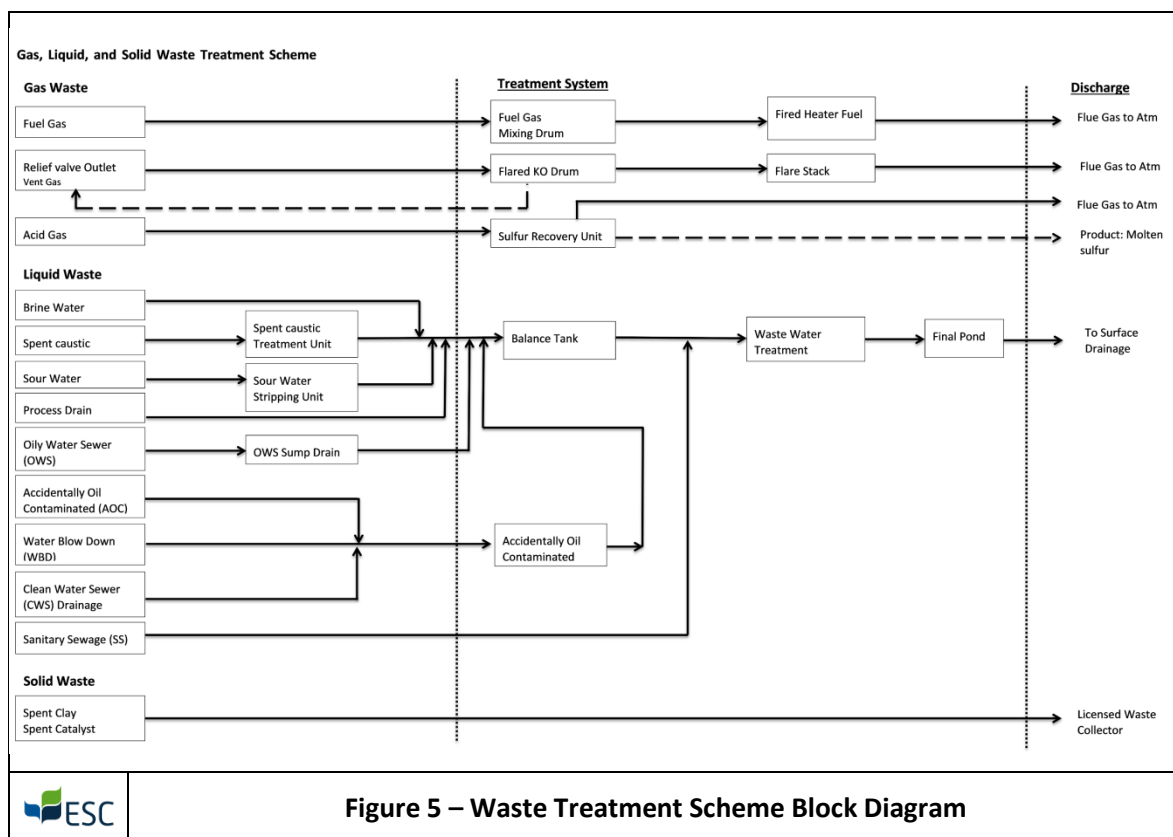 Gas, Liquid, and Solid Waste Treatment Scheme
Gas Waste
Treatment System
Discharge
Fuel Gas
Fuel Gas
Mixing Drum
Fired Heater Fuel
Flue Gas to Atm
Relief valve Outlet
Vent Gas
Flared KO Drum
Flare Stack
Flue Gas to Atm
Flue Gas to Atm
Acid Gas
Sulfur Recovery Unit
Product: Molten
sulfur
Liquid Waste
Brine Water
Spent caustic
Spent caustic
Treatment Unit
Balance Tank
Waste Water
Treatment
Final Pond
To Surface
Drainage
Sour Water
Sour Water
Stripping Unit
Process Drain
Oily Water Sewer
(OWS)
OWS Sump Drain
Accidentally Oil
Contaminated (AOC)
Water Blow Down
(WBD)
Accidentally Oil
Contaminated
Clean Water Sewer
(CWS) Drainage
Sanitary Sewage (SS)
Solid Waste
Spent Clay
Spent Catalyst
Licensed Waste
Collector
ESC
Figure 5 – Waste Treatment Scheme Block Diagram